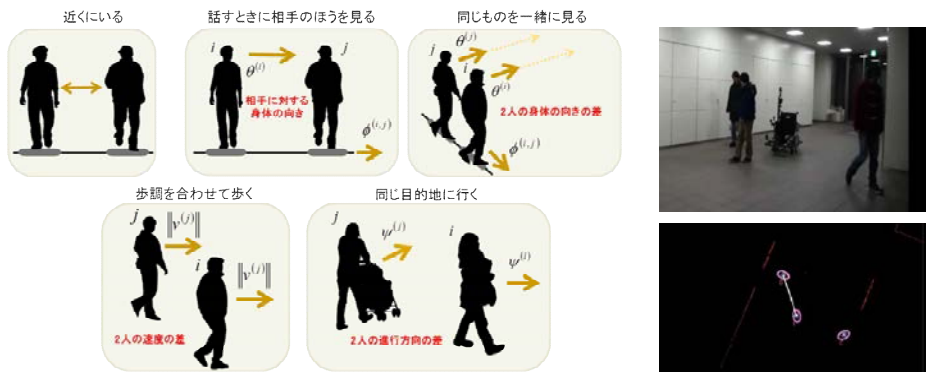 近くにいる
話すときに相手のほうを見る
同じものを一緒に見る
i
j
θ^(i)
相手に対する
身体の向き
ϕ^(i,j)
j
θ^(j)
i
θ^(i)
2人の身体の向きの差
ϕ^(i,j)
歩調を合わせて歩く
同じ目的地に行く
j
‖v^(j)‖
i
‖v^(j)‖
2人の速度の差
j
ψ^(j)
i
ψ^(i)
2人の進行方向の差